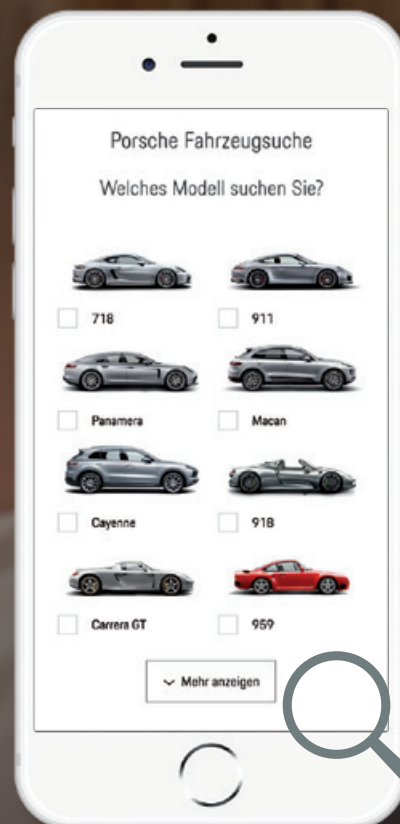 Porsche Fahrzeugsuche
Welches Modell suchen Sie?
718
911
Panamera
Macan
Cayenne
918
Carrera GT
959
Mehr anzeigen